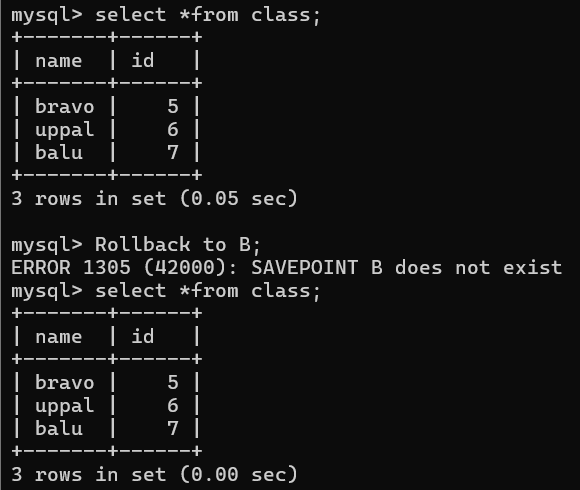 mysql> select *from class;
+-------+------+
| name  | id   |
+-------+------+
| bravo |    5 |
| uppal |    6 |
| balu  |    7 |
+-------+------+
3 rows in set (0.05 sec)

mysql> Rollback to B;
ERROR 1305 (42000): SAVEPOINT B does not exist
mysql> select *from class;
+-------+------+
| name  | id   |
+-------+------+
| bravo |    5 |
| uppal |    6 |
| balu  |    7 |
+-------+------+
3 rows in set (0.00 sec)